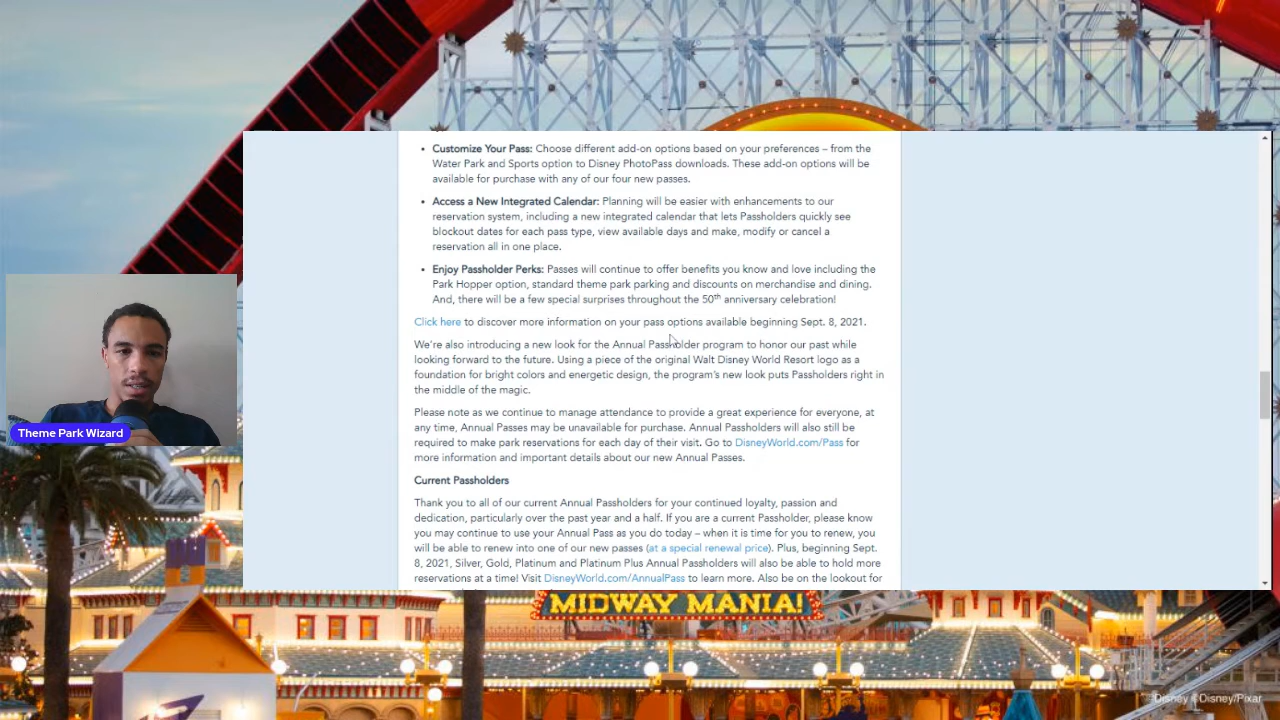 Customize Your Pass: Choose different add-on options based on your preferences – from the
Water Park and Sports option to Disney PhotoPass downloads. These add-on options will be
available for purchase with any of our four new passes.
Access a New Integrated Calendar: Planning will be easier with enhancements to our
reservation system, including a new integrated calendar that lets Passholders quickly see
blockout dates for each pass type, view available days and make, modify or cancel a
reservation all in one place.
Enjoy Passholder Perks: Passes will continue to offer benefits you know and love including the
Park Hopper option, standard theme park parking and discounts on merchandise and dining.
And, there will be a few special surprises throughout the 50th anniversary celebration!
Click here to discover more information on your pass options available beginning Sept. 8, 2021.
We're also introducing a new look for the Annual Passholder program to honor our past while
looking forward to the future. Using a piece of the original Walt Disney World Resort logo as a
foundation for bright colors and energetic design, the program's new look puts Passholders right in
the middle of the magic.
Please note as we continue to manage attendance to provide a great experience for everyone, at
any time, Annual Passes may be unavailable for purchase. Annual Passholders will also still be
required to make park reservations for each day of their visit. Go to DisneyWorld.com/Pass for
more information and important details about our new Annual Passes.
Current Passholders
Thank you to all of our current Annual Passholders for your continued loyalty, passion and
dedication, particularly over the past year and a half. If you are a current Passholder, please know
you may continue to use your Annual Pass as you do today – when it is time for you to renew, you
will be able to renew into one of our new passes (at a special renewal price). Plus, beginning Sept.
8, 2021, Silver, Gold, Platinum and Platinum Plus Annual Passholders will also be able to hold more
reservations at a time! Visit DisneyWorld.com/AnnualPass to learn more. Also be on the lookout for
Theme Park Wizard
MIDWAY MANIA!
©Disney ©Disney/Pixar